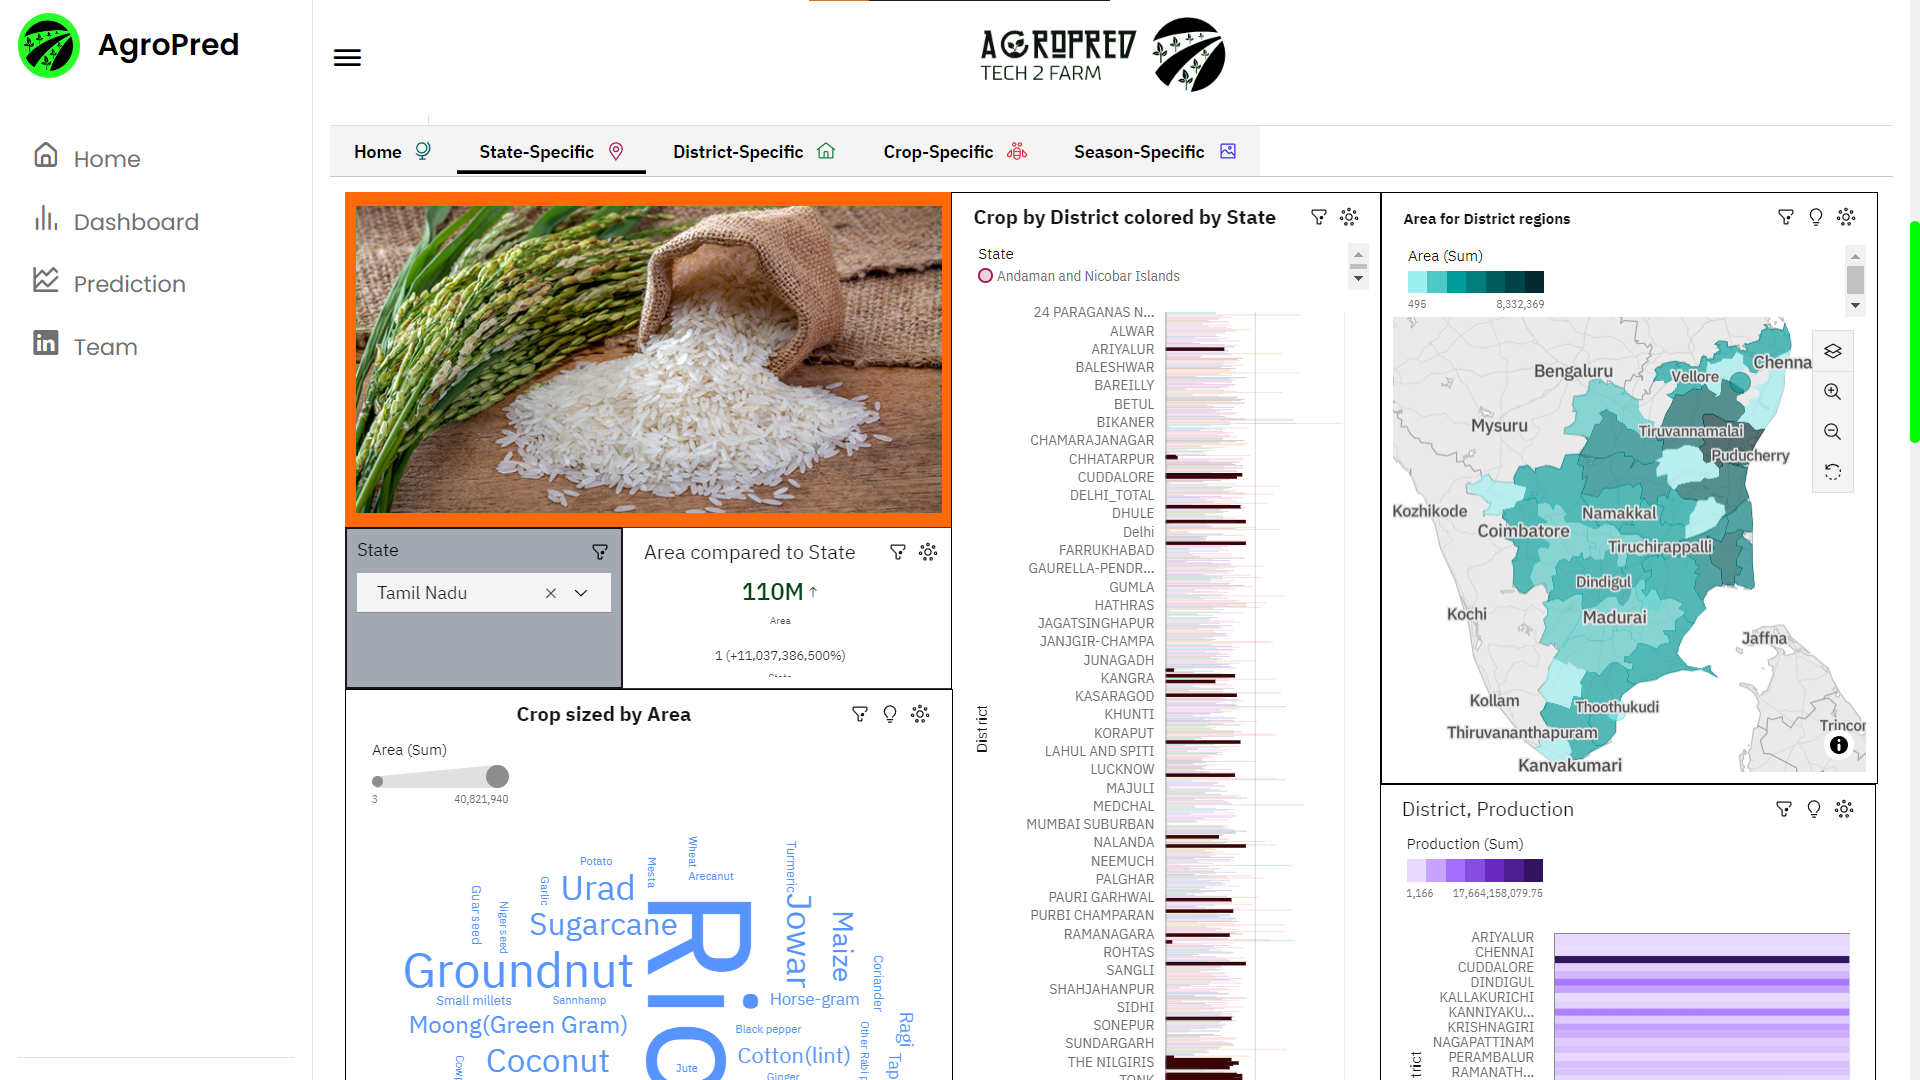 AgroPred
Home
Dashboard
Prediction
Team
AGROPRED
TECH 2 FARM
Home
State-Specific
District-Specific
Crop-Specific
Season-Specific
State
Tamil Nadu
Area compared to State
110M
Area
1 (+11,037,386,500%)
Crop sized by Area
Area (Sum)
3
40,821,940
Potato
Mesta
Wheat
Arecanut
Turmeric
Garlic
Urad
Guar seed
Niger seed
Sugarcane
Jowar
Maize
Groundnut
Coriander
Small millets
Sannhamp
Horse-gram
Moong(Green Gram)
Black pepper
Ragi
Coconut
Jute
Cotton(lint)
Ginger
Crop by District colored by State
State
Andaman and Nicobar Islands
24 PARAGANAS N...
ALWAR
ARIYALUR
BALESHWAR
BAREILLY
BETUL
BIKANER
CHAMARAJANAGAR
CHHATARPUR
CUDDALORE
DELHI_TOTAL
DHULE
Delhi
FARRUKHABAD
GAURELLA-PENDR...
GUMLA
HATHRAS
JAGATSINGHAPUR
JANJGIR-CHAMPA
JUNAGADH
KANGRA
KASARAGOD
KHUNTI
KORAPUT
LAHUL AND SPITI
LUCKNOW
MAJULI
MEDCHAL
MUMBAI SUBURBAN
NALANDA
NEEMUCH
PALGHAR
PAURI GARHWAL
PURBI CHAMPARAN
RAMANAGARA
ROHTAS
SANGLI
SHAHJAHANPUR
SIDHI
SONEPUR
SUNDARGARH
THE NILGIRIS
TONK
District
Area for District regions
Area (Sum)
495
8,332,369
Bengaluru
Vellore
Chenna
Mysuru
Tiruvannamalai
Puducherry
Kozhikode
Namakkal
Coimbatore
Tiruchirappalli
Dindigul
Kochi
Madurai
Jaffna
Kollam
Thoothukudi
Thiruvananthapuram
Trincor
Kanyakumari
District, Production
Production (Sum)
1,166
17,664,158,079.75
ARIYALUR
CHENNAI
CUDDALORE
DINDIGUL
KALLAKURICHI
KANNIYAKU...
KRISHNAGIRI
NAGAPATTINAM
PERAMBALUR
RAMANATH...